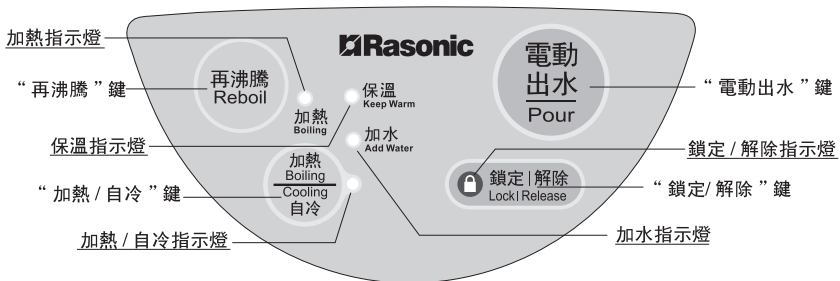 加熱指示燈
“再沸騰”鍵
保溫指示燈
“加熱/自冷”鍵
加熱/自冷指示燈
Rasonic
再沸騰
Reboil
加熱
Boiling
保溫
Keep Warm
加水
Add Water
加熱
Boiling
Cooling
自冷
電動
出水
Pour
鎖定|解除
Lock|Release
“電動出水”鍵
鎖定/解除指示燈
“鎖定/解除”鍵
加水指示燈